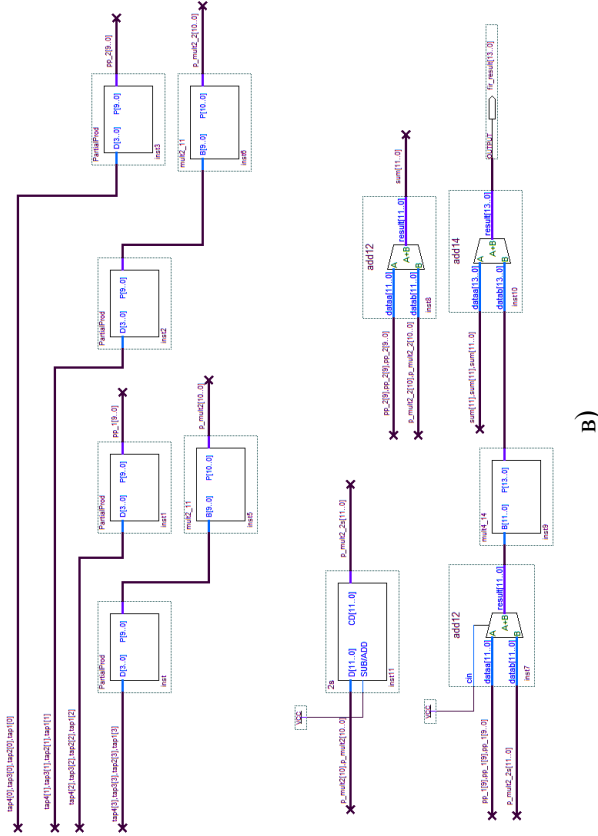 tap4[0],tap3[0],tap2[0],tap1[0]
tap4[1],tap3[1],tap2[1],tap1[1]
tap4[2],tap3[2],tap2[2],tap1[2]
tap4[3],tap3[3],tap2[3],tap1[3]
PartialProd
D[3..0] P[9..0]
inst
PartialProd
D[3..0] P[9..0]
inst1
pp_1[9..0]
PartialProd
D[3..0] P[9..0]
inst2
PartialProd
D[3..0] P[9..0]
inst3
pp_2[9..0]
mult2_11
B[9..0] P[10..0]
inst5
p_mult2[10..0]
mult2_11
B[9..0] P[10..0]
inst6
p_mult2_2[10..0]
VCC
p_mult2[10],p_mult2[10..0]
2s
D[11..0] CD[11..0]
SUB/ADD
inst11
p_mult2_2s[11..0]
pp_2[9],pp_2[9],pp_2[9..0]
p_mult2_2[10],p_mult2_2[10..0]
add12
dataa[11..0]
datab[11..0]
A
A+B
B
result[11..0]
inst8
sum[11..0]
VCC
pp_1[9],pp_1[9],pp_1[9..0]
p_mult2_2s[11..0]
add12
cin
dataa[11..0]
datab[11..0]
A
A+B
B
result[11..0]
inst7
mult4_14
B[11..0] P[13..0]
inst9
sum[11],sum[11],sum[11..0]
add14
dataa[13..0]
datab[13..0]
A
A+B
B
result[13..0]
inst10
OUTPUT
fir_result[13..0]
B)